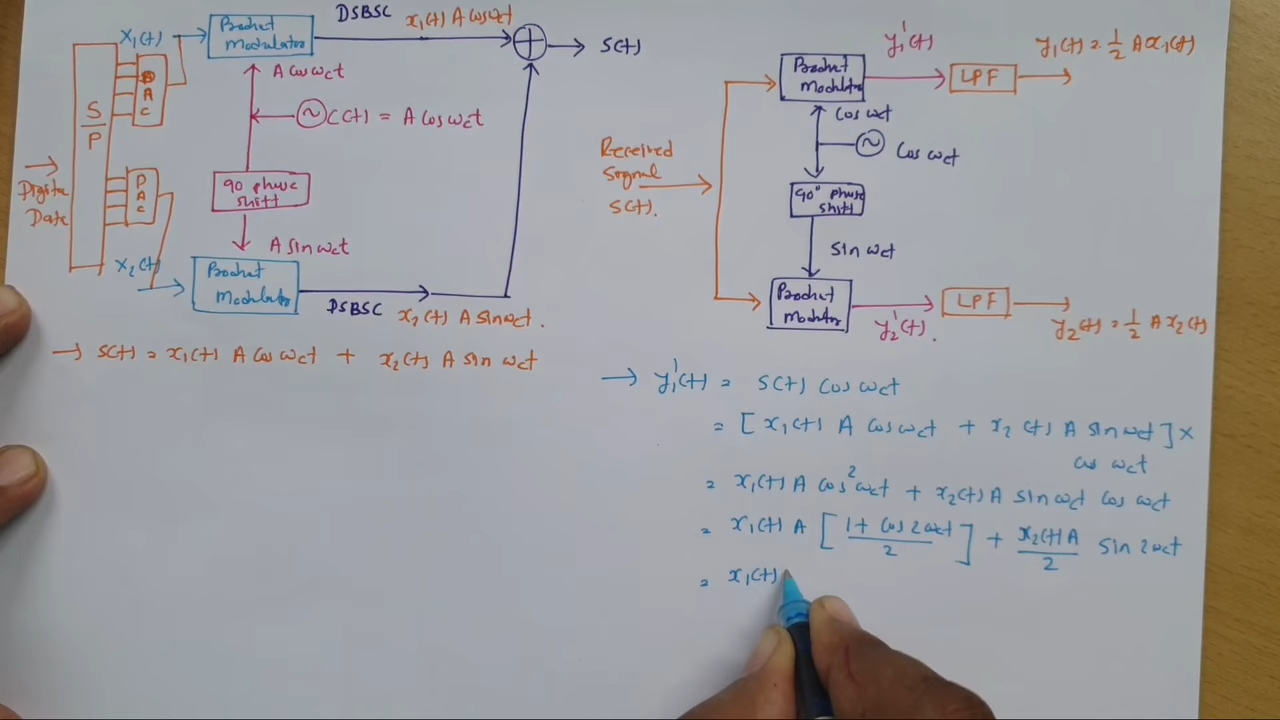 DSBSC x₁(t) A cos ωct
X₁(t)
Product
Modulator
S(t)
A cos ωct
DAC
S
P
C(t) = A cos ωct
Digital
Data
90 phase
shift
DAC
A sin ωct
X₂(t)
Product
Modulator
DSBSC x₂(t) A sin ωct.
→ S(t) = x₁(t) A cos ωct + x₂(t) A sin ωct
y₁'(t)
y₁(t) = 1/2 A x₁(t)
Product
Modulator
LPF
cos ωct
cos ωct
Received
Signal
S(t).
90° phase
shift
sin ωct
Product
Modulator
LPF
y₂'(t).
y₂(t) = 1/2 A x₂(t)
→ y₁'(t) = S(t) cos ωct
= [x₁(t) A cos ωct + x₂(t) A sin ωct] ×
cos ωct
= x₁(t) A cos² ωct + x₂(t) A sin ωct cos ωct
= x₁(t) A [1 + cos 2ωct / 2] + x₂(t) A / 2 sin 2ωct
= x₁(t)